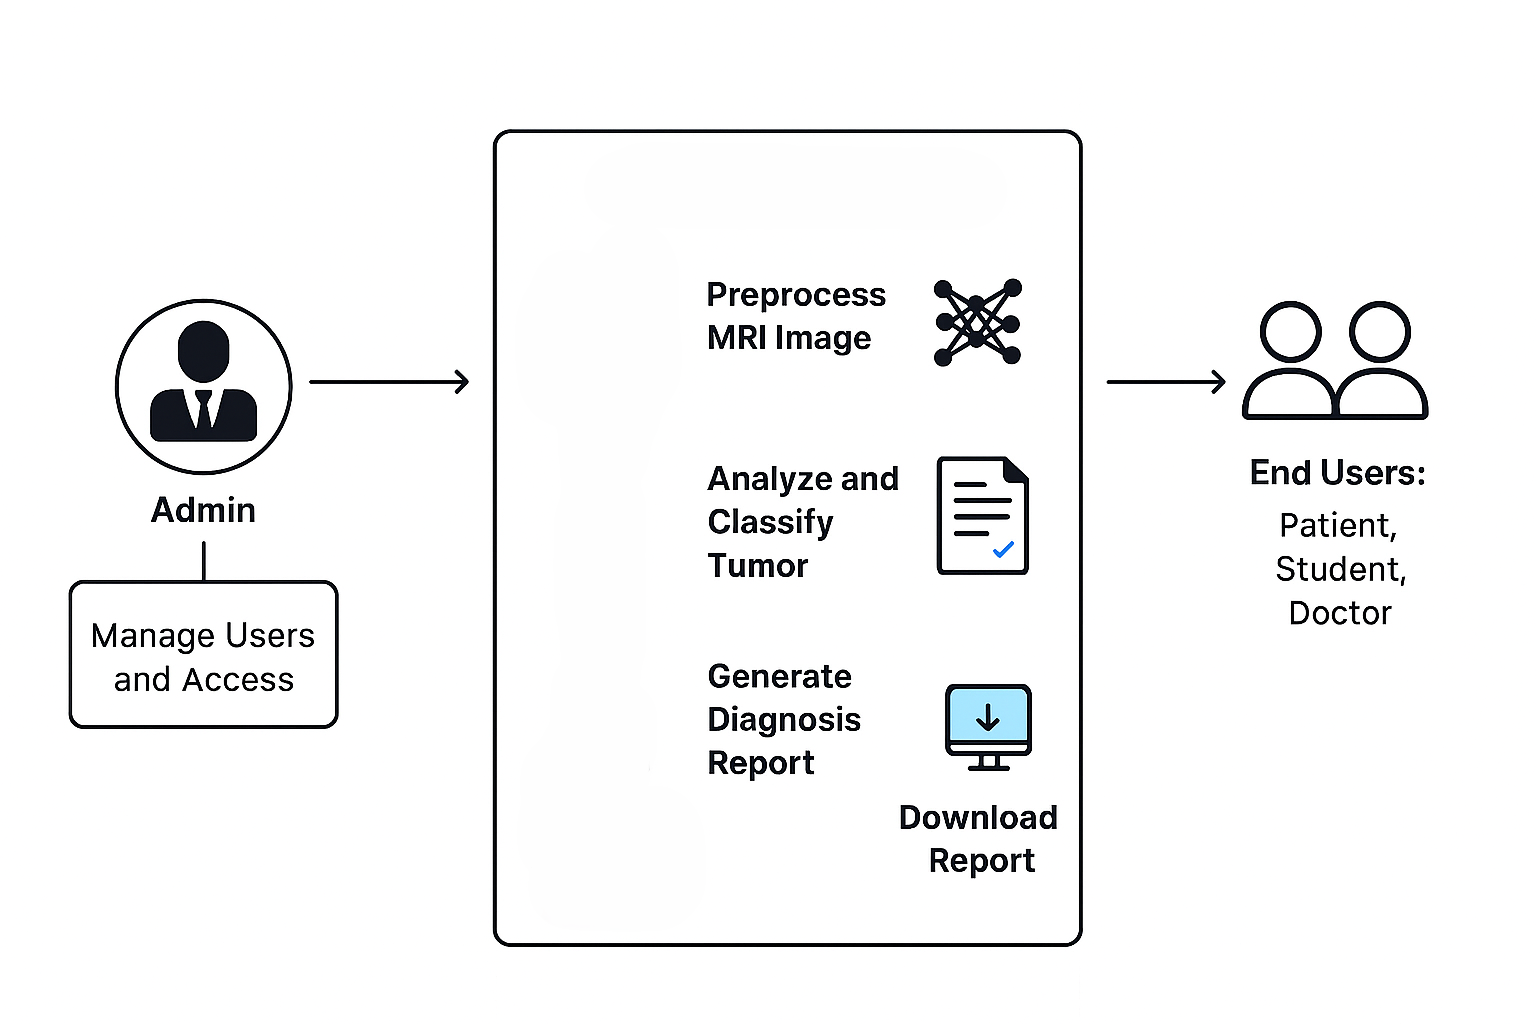 Admin
Manage Users
and Access
Preprocess
MRI Image
Analyze and
Classify
Tumor
Generate
Diagnosis
Report
Download
Report
End Users:
Patient,
Student,
Doctor